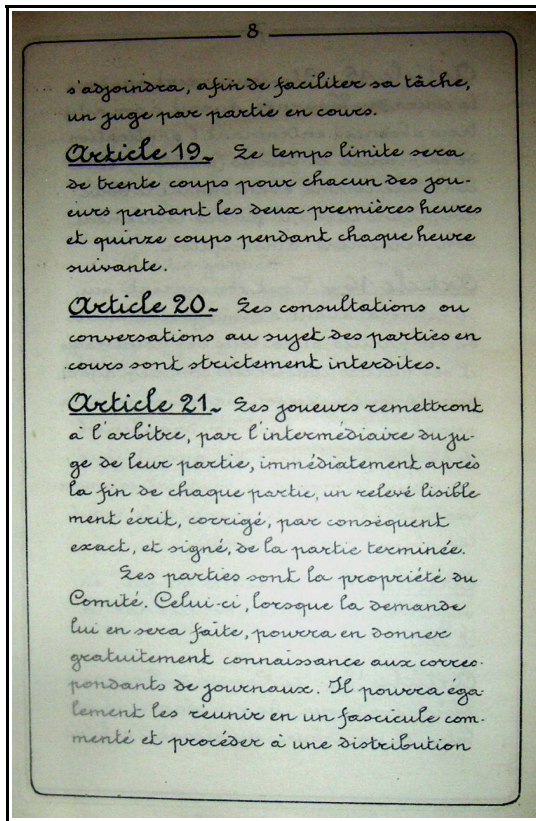 8
s'adjoindra, afin de faciliter sa tâche,
un juge par partie en cours.
Article 19_ Le temps limite sera
de trente coups pour chacun des jou-
eurs pendant les deux premières heures
et quinze coups pendant chaque heure
suivante.
Article 20_ Les consultations ou
conversations au sujet des parties en
cours sont strictement interdites.
Article 21_ Les joueurs remettront
à l'arbitre, par l'intermédiaire du ju-
ge de leur partie, immédiatement après
la fin de chaque partie, un relevé lisible-
ment écrit, corrigé, par conséquent
exact, et signé, de la partie terminée.
Les parties sont la propriété du
Comité. Celui-ci, lorsque la demande
lui en sera faite, pourra en donner
gratuitement connaissance aux corres-
pondants de journaux. Il pourra éga-
lement les réunir en un fascicule com-
menté et procéder à une distribution